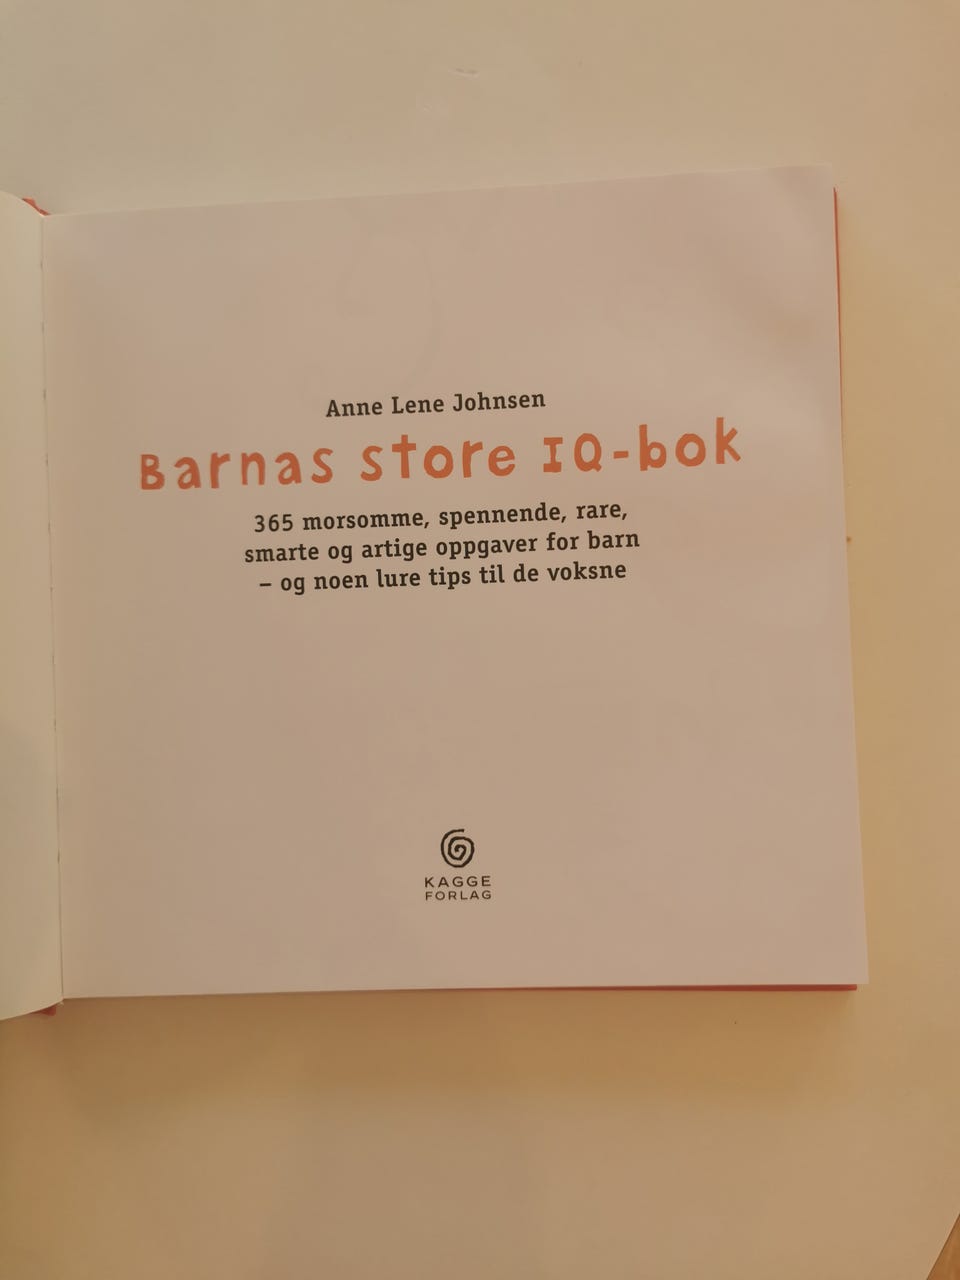 Anne Lene Johnsen
Barnas store IQ-bok
365 morsomme, spennende, rare,
smarte og artige oppgaver for barn
– og noen lure tips til de voksne
KAGGE
FORLAG